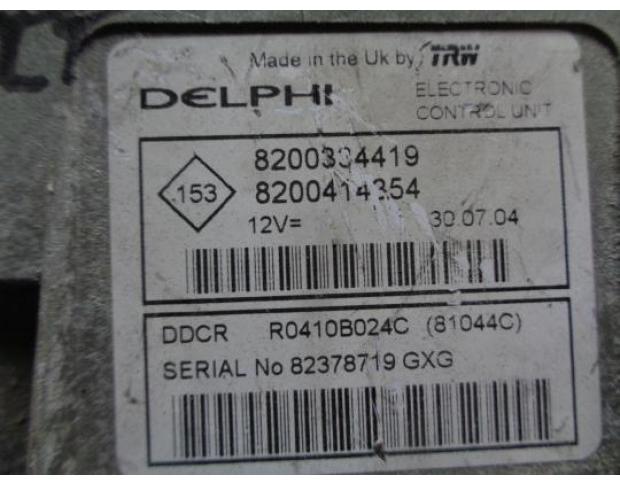 Made in the Uk by TRW
DELPHI
ELECTRONIC
CONTROL UNIT
153
8200334419
8200414354
12V=
30.07.04
DDCR R0410B024C (81044C)
SERIAL No 82378719 GXG